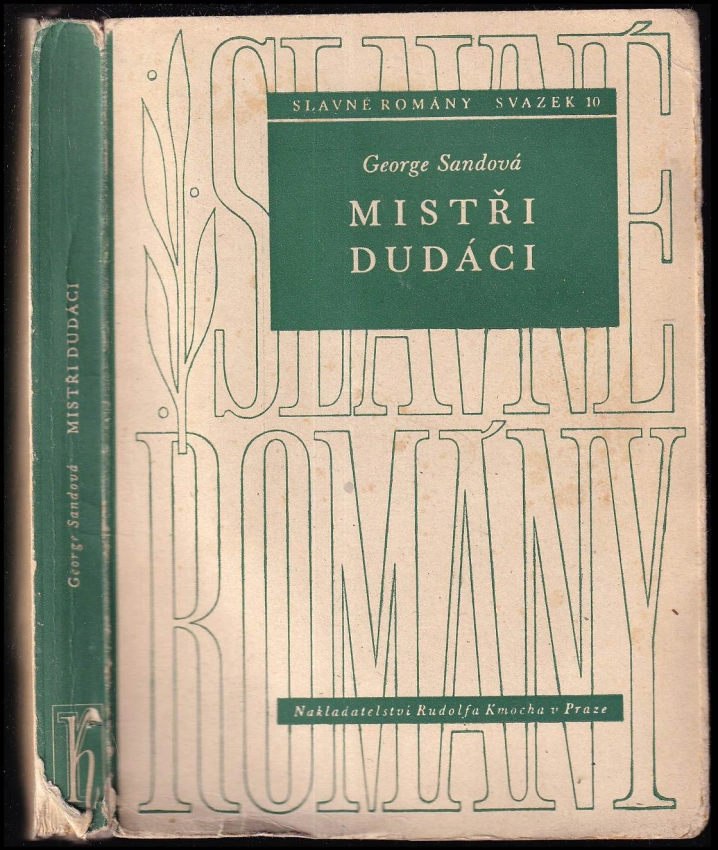 SLAVNÉ
ROMÁNY
SLAVNÉ ROMÁNY SVAZEK 10
George Sandová
MISTŘI
DUDÁCI
Nakladatelství Rudolfa Kmocha v Praze
George Sandová MISTŘI DUDÁCI